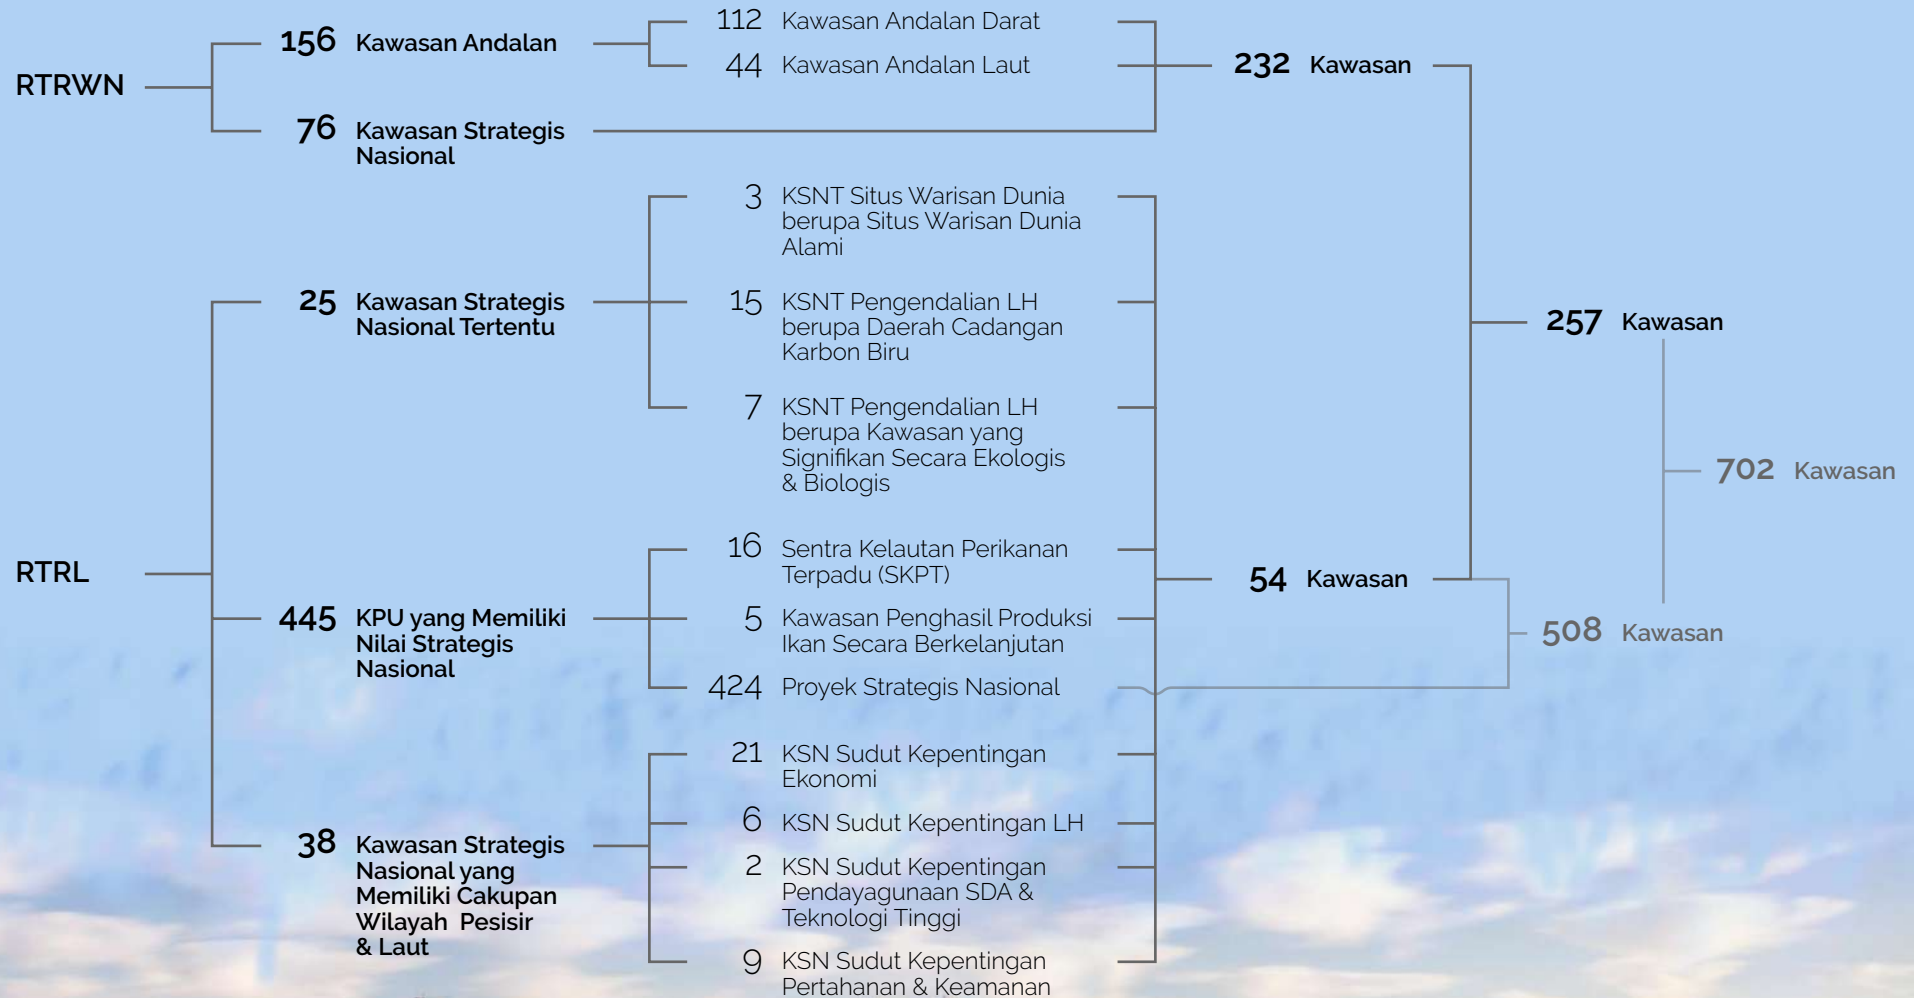 RTRWN
156 Kawasan Andalan
112 Kawasan Andalan Darat
44 Kawasan Andalan Laut
76 Kawasan Strategis
Nasional
232 Kawasan
RTRL
25 Kawasan Strategis
Nasional Tertentu
3 KSNT Situs Warisan Dunia
berupa Situs Warisan Dunia
Alami
15 KSNT Pengendalian LH
berupa Daerah Cadangan
Karbon Biru
7 KSNT Pengendalian LH
berupa Kawasan yang
Signifikan Secara Ekologis
& Biologis
445 KPU yang Memiliki
Nilai Strategis
Nasional
16 Sentra Kelautan Perikanan
Terpadu (SKPT)
5 Kawasan Penghasil Produksi
Ikan Secara Berkelanjutan
424 Proyek Strategis Nasional
38 Kawasan Strategis
Nasional yang
Memiliki Cakupan
Wilayah Pesisir
& Laut
21 KSN Sudut Kepentingan
Ekonomi
6 KSN Sudut Kepentingan LH
2 KSN Sudut Kepentingan
Pendayagunaan SDA &
Teknologi Tinggi
9 KSN Sudut Kepentingan
Pertahanan & Keamanan
54 Kawasan
257 Kawasan
508 Kawasan
702 Kawasan